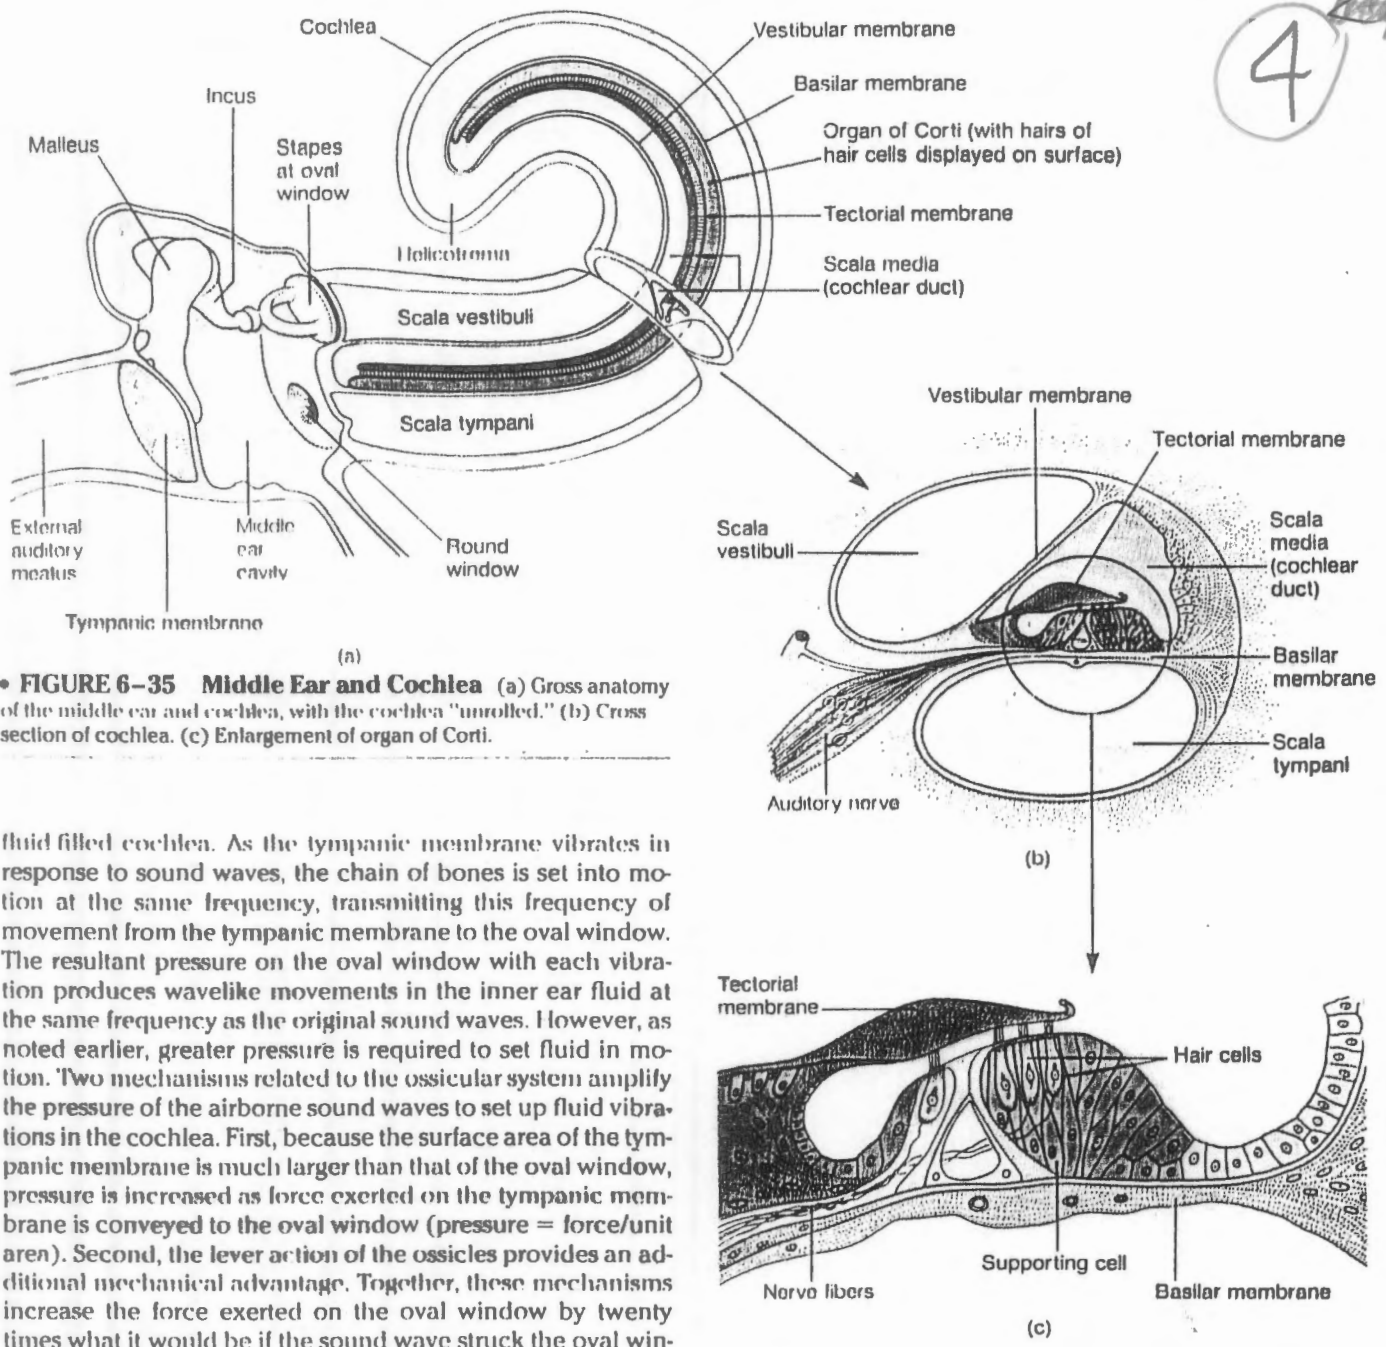 4
Cochlea
Vestibular membrane
Basilar membrane
Organ of Corti (with hairs of
hair cells displayed on surface)
Tectorial membrane
Scala media
(cochlear duct)
Incus
Malleus
Stapes
at oval
window
Helicotrema
Scala vestibuli
Scala tympani
External
auditory
meatus
Middle
ear
cavity
Round
window
Tympanic membrane
(a)
Vestibular membrane
Tectorial membrane
Scala
vestibuli
Scala
media
(cochlear
duct)
Basilar
membrane
Scala
tympani
Auditory nerve
(b)
• FIGURE 6–35 Middle Ear and Cochlea (a) Gross anatomy
of the middle ear and cochlea, with the cochlea "unrolled." (b) Cross
section of cochlea. (c) Enlargement of organ of Corti.
fluid filled cochlea. As the tympanic membrane vibrates in
response to sound waves, the chain of bones is set into mo-
tion at the same frequency, transmitting this frequency of
movement from the tympanic membrane to the oval window.
The resultant pressure on the oval window with each vibra-
tion produces wavelike movements in the inner ear fluid at
the same frequency as the original sound waves. However, as
noted earlier, greater pressure is required to set fluid in mo-
tion. Two mechanisms related to the ossicular system amplify
the pressure of the airborne sound waves to set up fluid vibra-
tions in the cochlea. First, because the surface area of the tym-
panic membrane is much larger than that of the oval window,
pressure is increased as force exerted on the tympanic mem-
brane is conveyed to the oval window (pressure = force/unit
area). Second, the lever action of the ossicles provides an ad-
ditional mechanical advantage. Together, these mechanisms
increase the force exerted on the oval window by twenty
times what it would be if the sound wave struck the oval win-
Tectorial
membrane
Hair cells
Supporting cell
Nerve fibers
Basilar membrane
(c)